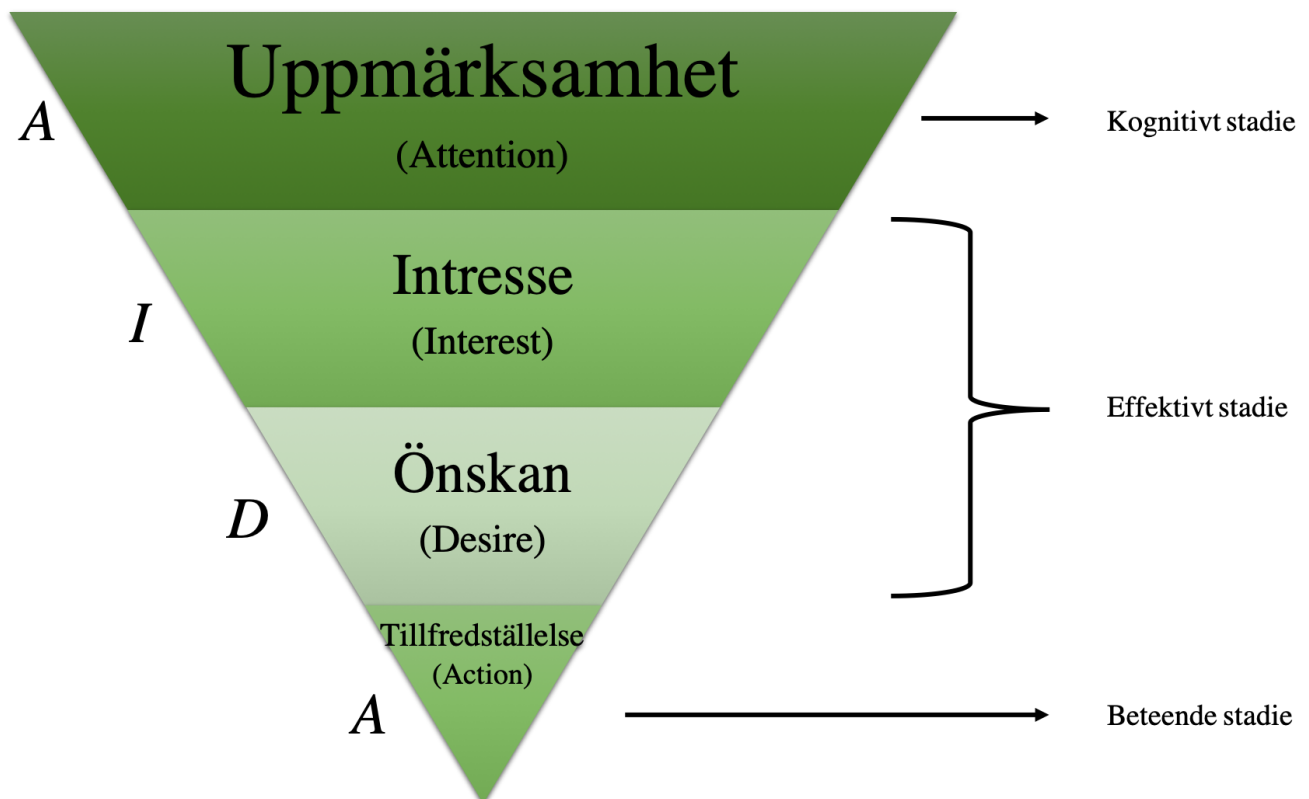 Uppmärksamhet
(Attention)
A
Kognitivt stadie
Intresse
(Interest)
I
Effektivt stadie
Önskan
(Desire)
D
Tillfredställelse
(Action)
A
Beteende stadie